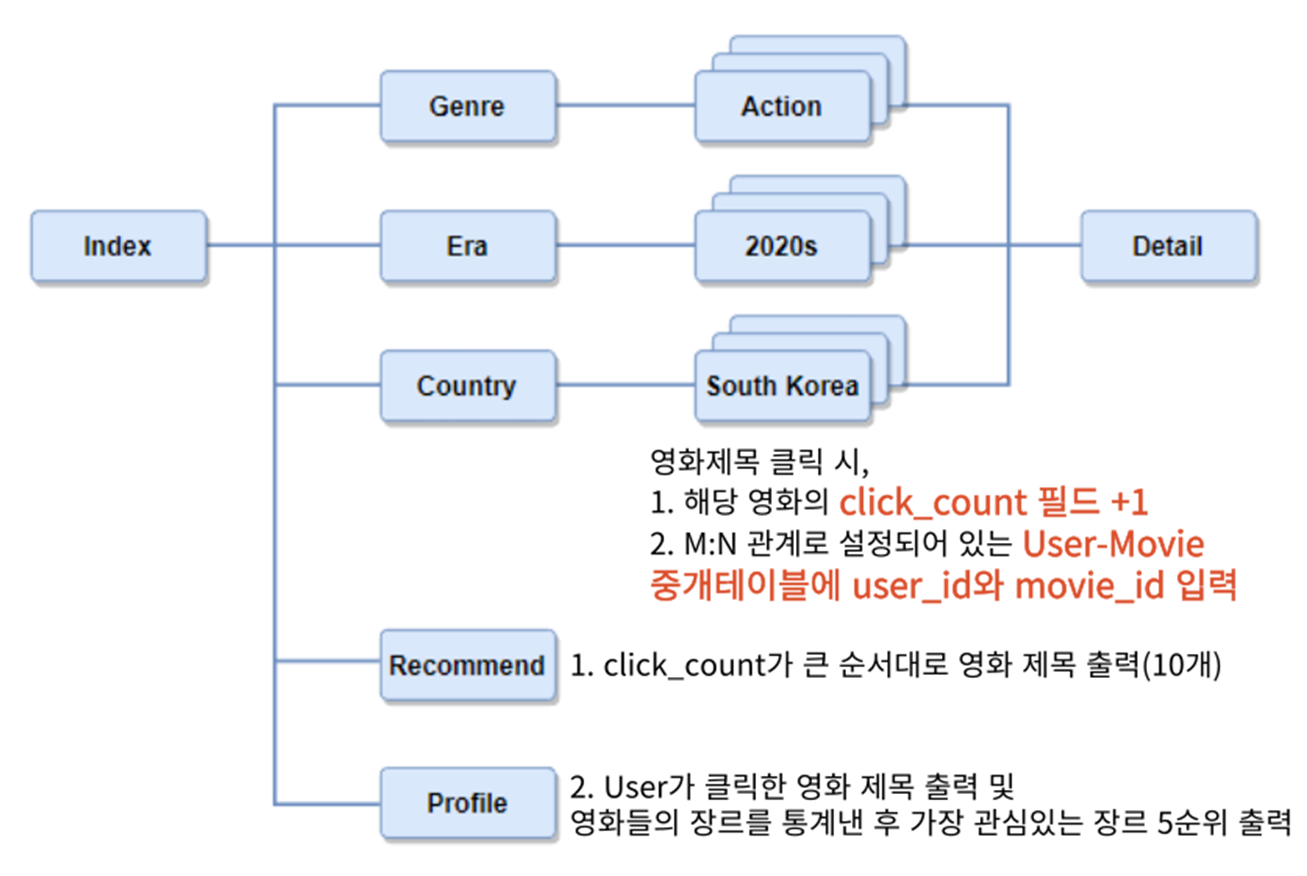 Genre
Action
Index
Era
2020s
Detail
Country
South Korea
영화제목 클릭 시,
1. 해당 영화의 click_count 필드 +1
2. M:N 관계로 설정되어 있는 User-Movie
중개테이블에 user_id와 movie_id 입력
Recommend
1. click_count가 큰 순서대로 영화 제목 출력(10개)
Profile
2. User가 클릭한 영화 제목 출력 및
영화들의 장르를 통계낸 후 가장 관심있는 장르 5순위 출력